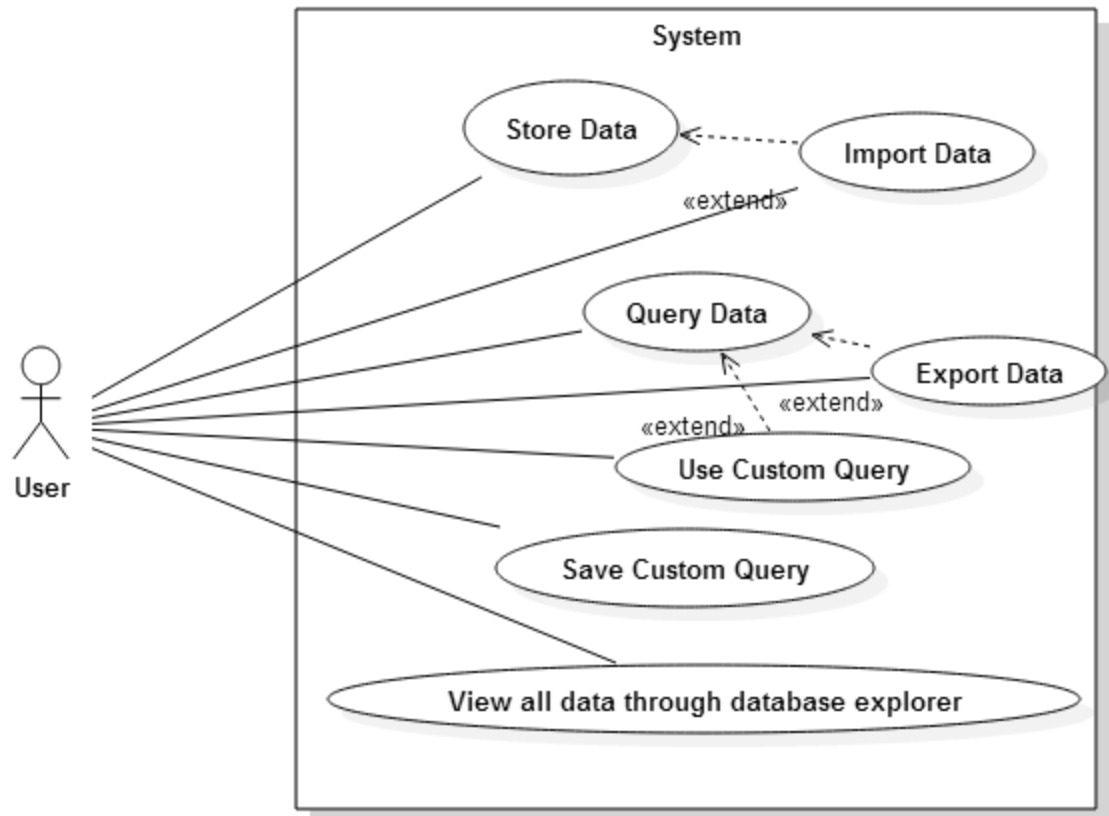 System
Store Data
Import Data
«extend»
Query Data
Export Data
«extend»
«extend»
Use Custom Query
User
Save Custom Query
View all data through database explorer